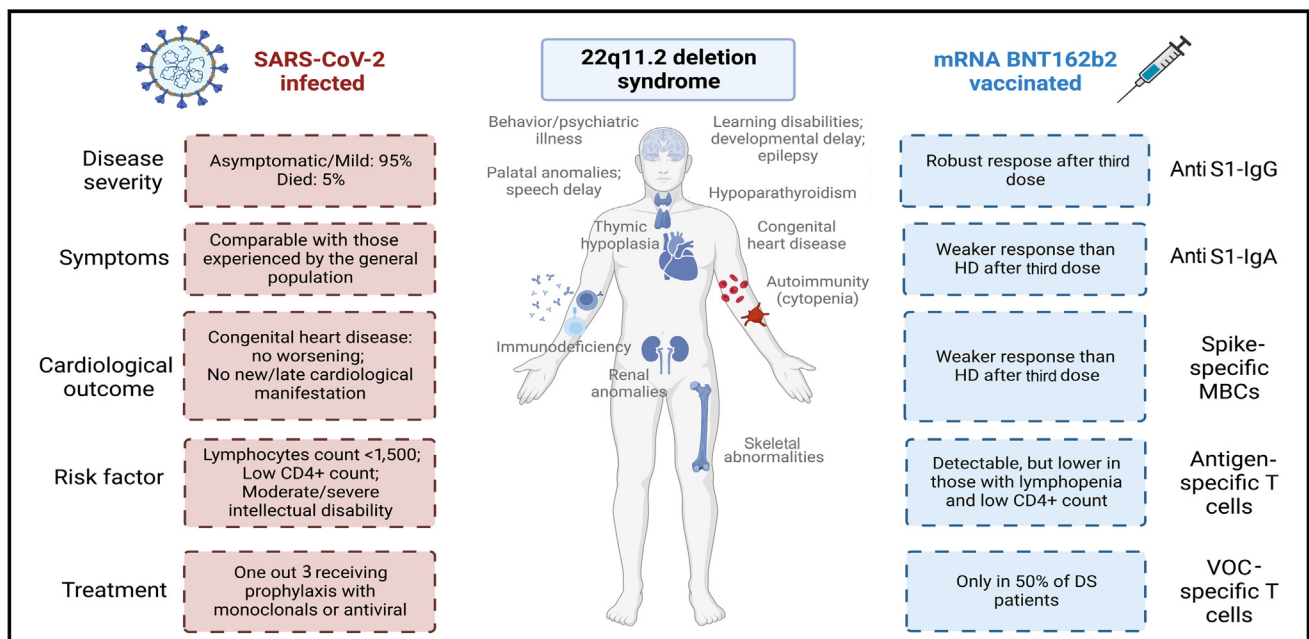 SARS-CoV-2
infected
22q11.2 deletion
syndrome
mRNA BNT162b2
vaccinated
Disease
severity
Asymptomatic/Mild: 95%
Died: 5%
Symptoms
Comparable with those
experienced by the general
population
Cardiological
outcome
Congenital heart disease:
no worsening;
No new/late cardiological
manifestation
Risk factor
Lymphocytes count <1,500;
Low CD4+ count;
Moderate/severe
intellectual disability
Treatment
One out 3 receiving
prophylaxis with
monoclonals or antiviral
Behavior/psychiatric
illness
Learning disabilities;
developmental delay;
epilepsy
Palatal anomalies;
speech delay
Hypoparathyroidism
Thymic
hypoplasia
Congenital
heart disease
Autoimmunity
(cytopenia)
Immunodeficiency
Renal
anomalies
Skeletal
abnormalities
Robust respose after third
dose
Anti S1-IgG
Weaker response than
HD after third dose
Anti S1-IgA
Weaker response than
HD after third dose
Spike-
specific
MBCs
Detectable, but lower in
those with lymphopenia
and low CD4+ count
Antigen-
specific T
cells
Only in 50% of DS
patients
VOC-
specific T
cells